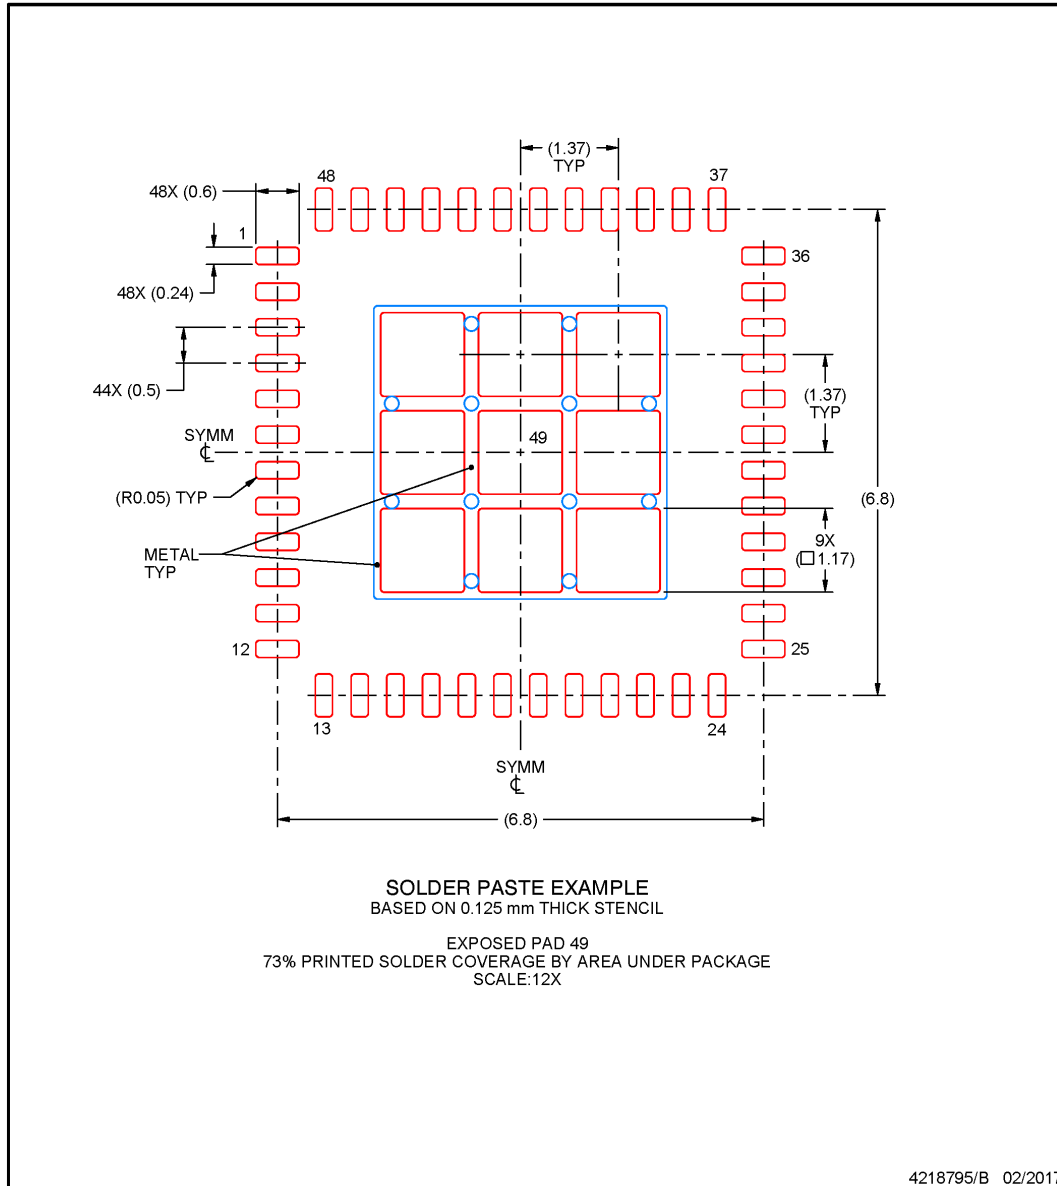 (1.37)
TYP
48X (0.6)
48
37
1
36
48X (0.24)
44X (0.5)
(1.37)
TYP
SYMM
℄
49
(R0.05) TYP
(6.8)
METAL
TYP
9X
(□1.17)
12
25
13
24
SYMM
℄
(6.8)
SOLDER PASTE EXAMPLE
BASED ON 0.125 mm THICK STENCIL
EXPOSED PAD 49
73% PRINTED SOLDER COVERAGE BY AREA UNDER PACKAGE
SCALE:12X
4218795/B 02/2017